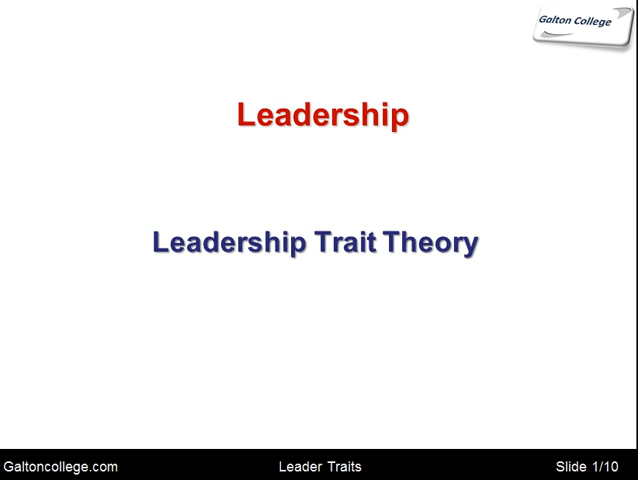 Galton College
Leadership
Leadership Trait Theory
Galtoncollege.com Leader Traits Slide 1/10